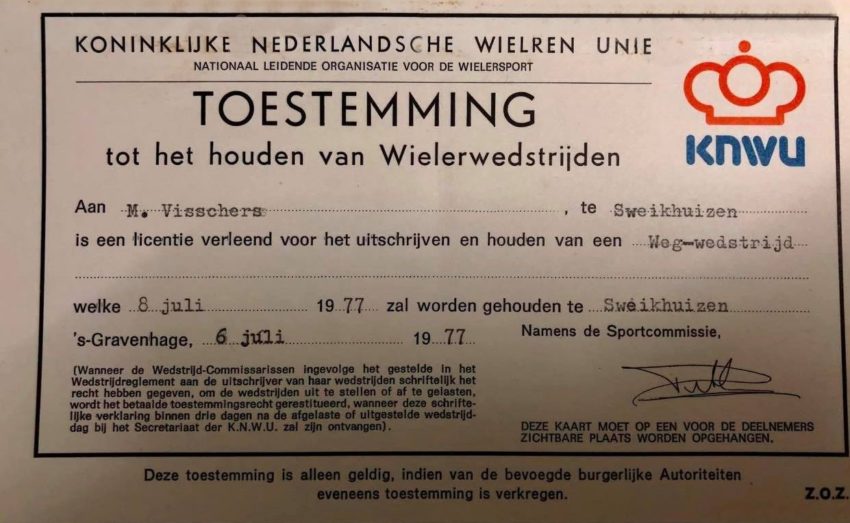 KONINKLIJKE NEDERLANDSCHE WIELREN UNIE
NATIONAAL LEIDENDE ORGANISATIE VOOR DE WIELERSPORT
TOESTEMMING
tot het houden van Wielerwedstrijden
KNWU
Aan M. Visschers, te Sweikhuizen
is een licentie verleend voor het uitschrijven en houden van een Weg-wedstrijd
welke 8 juli 1977 zal worden gehouden te Sweikhuizen
's-Gravenhage, 6 juli 1977
Namens de Sportcommissie,
(Wanneer de Wedstrijd-Commissarissen ingevolge het gestelde in het
Wedstrijdreglement aan de uitschrijver van haar wedstrijden schriftelijk het
recht hebben gegeven, om de wedstrijden uit te stellen of af te gelasten,
wordt het betaalde toestemmingsrecht gerestitueerd, wanneer deze schrifte-
lijke verklaring binnen drie dagen na de afgelaste of uitgestelde wedstrijd-
dag bij het Secretariaat der K.N.W.U. zal zijn ontvangen).
DEZE KAART MOET OP EEN VOOR DE DEELNEMERS
ZICHTBARE PLAATS WORDEN OPGEHANGEN.
Deze toestemming is alleen geldig, indien van de bevoegde burgerlijke Autoriteiten
eveneens toestemming is verkregen.
Z.O.Z.